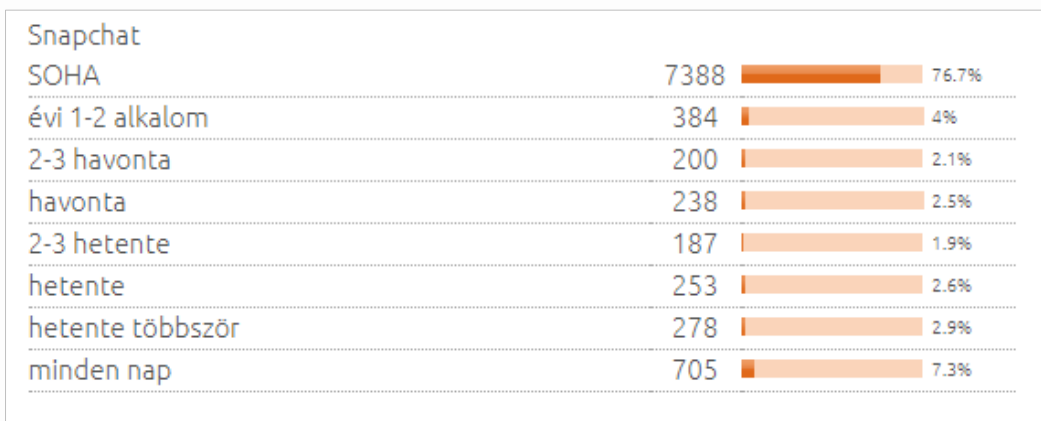 Snapchat
SOHA 7388 76.7%
évi 1-2 alkalom 384 4%
2-3 havonta 200 2.1%
havonta 238 2.5%
2-3 hetente 187 1.9%
hetente 253 2.6%
hetente többször 278 2.9%
minden nap 705 7.3%